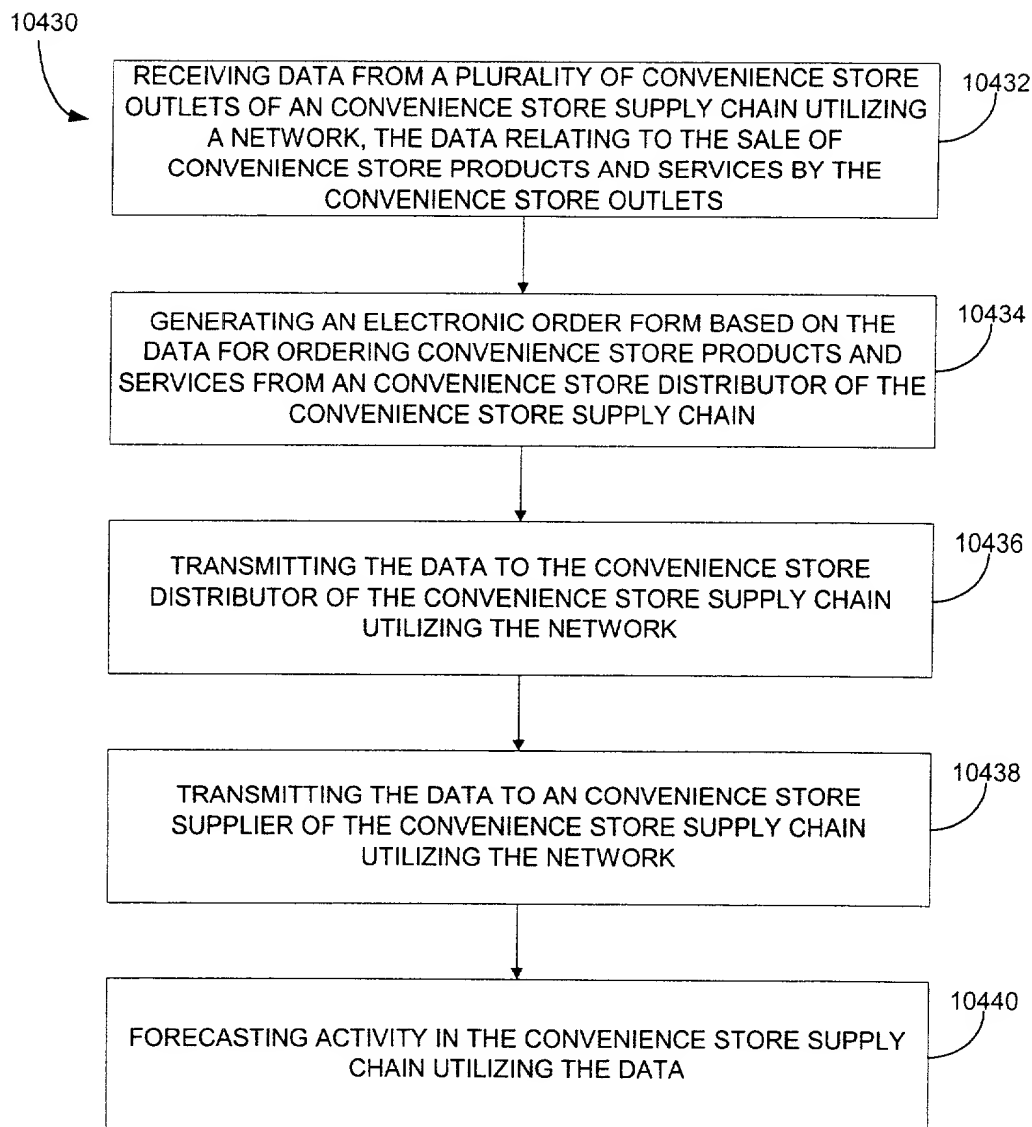 10430
RECEIVING DATA FROM A PLURALITY OF CONVENIENCE STORE
OUTLETS OF AN CONVENIENCE STORE SUPPLY CHAIN UTILIZING
A NETWORK, THE DATA RELATING TO THE SALE OF
CONVENIENCE STORE PRODUCTS AND SERVICES BY THE
CONVENIENCE STORE OUTLETS
10432
GENERATING AN ELECTRONIC ORDER FORM BASED ON THE
DATA FOR ORDERING CONVENIENCE STORE PRODUCTS AND
SERVICES FROM AN CONVENIENCE STORE DISTRIBUTOR OF THE
CONVENIENCE STORE SUPPLY CHAIN
10434
TRANSMITTING THE DATA TO THE CONVENIENCE STORE
DISTRIBUTOR OF THE CONVENIENCE STORE SUPPLY CHAIN
UTILIZING THE NETWORK
10436
TRANSMITTING THE DATA TO AN CONVENIENCE STORE
SUPPLIER OF THE CONVENIENCE STORE SUPPLY CHAIN
UTILIZING THE NETWORK
10438
FORECASTING ACTIVITY IN THE CONVENIENCE STORE SUPPLY
CHAIN UTILIZING THE DATA
10440